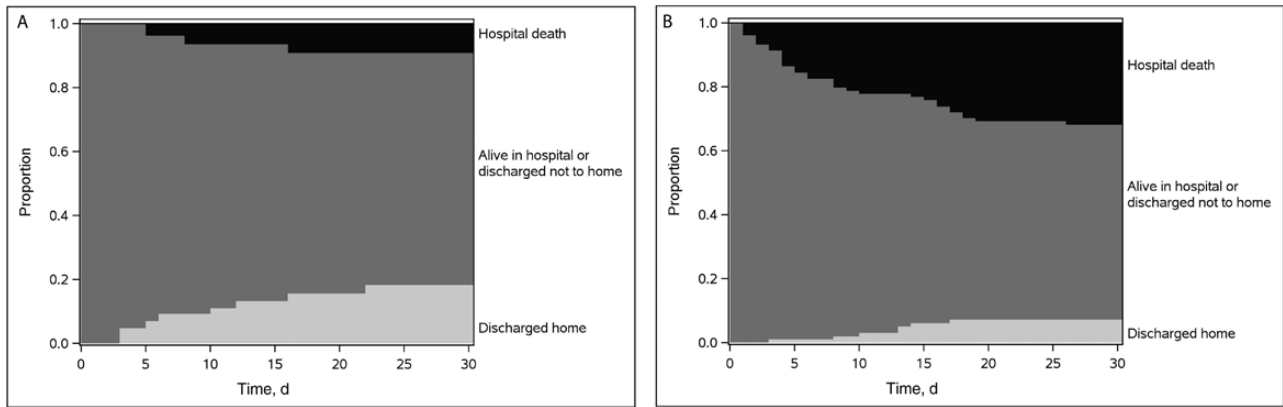 A
1.0
0.8
0.6
0.4
0.2
0.0
Proportion
0
5
10
15
20
25
30
Time, d
Hospital death
Alive in hospital or
discharged not to home
Discharged home
B
1.0
0.8
0.6
0.4
0.2
0.0
Proportion
0
5
10
15
20
25
30
Time, d
Hospital death
Alive in hospital or
discharged not to home
Discharged home